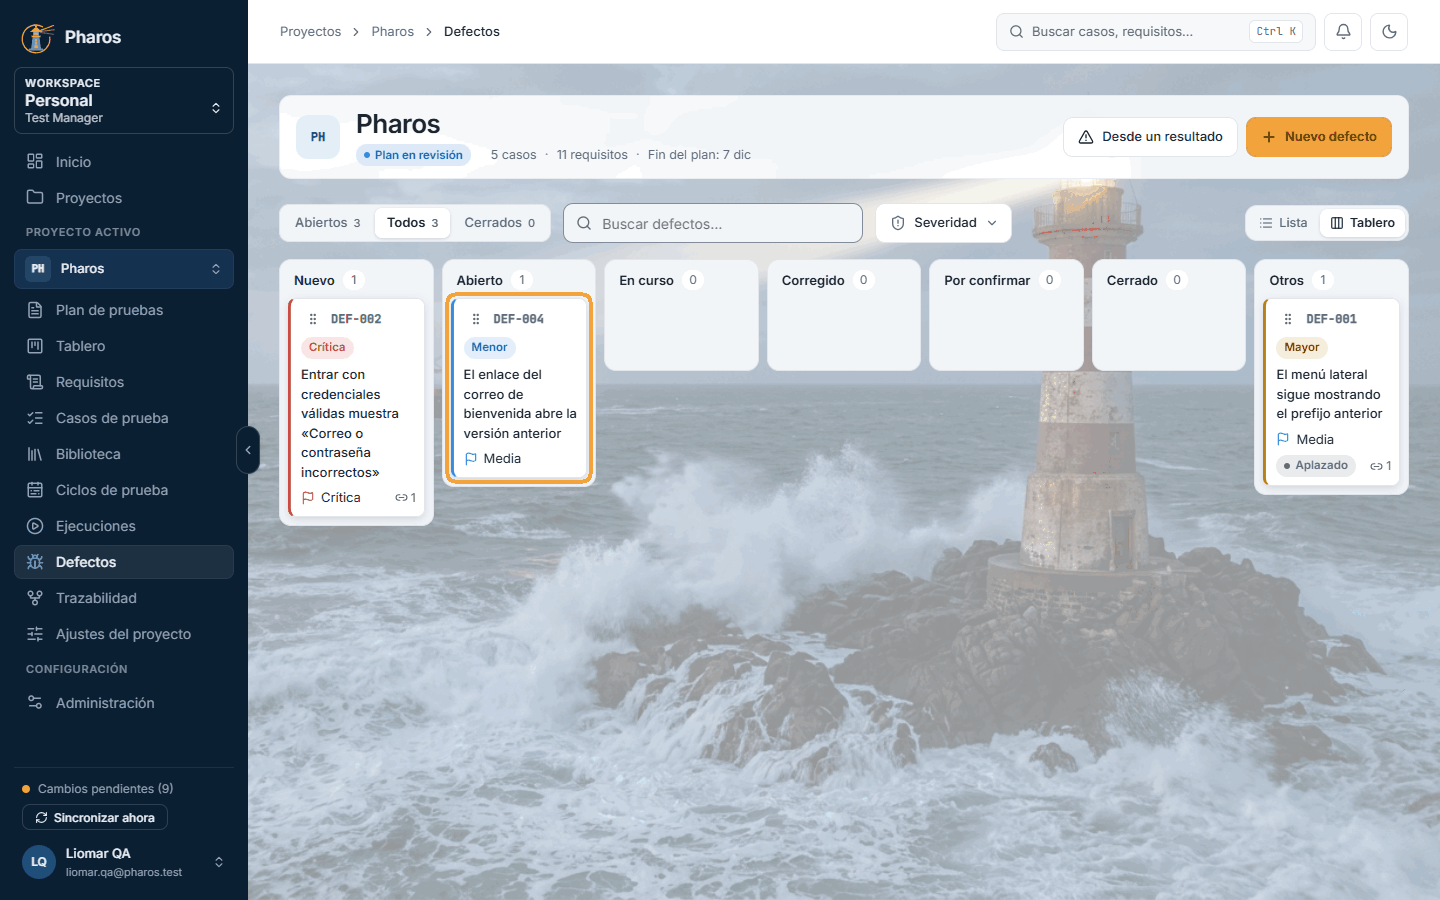 Pharos
WORKSPACE
Personal
Test Manager
Inicio
Proyectos
PROYECTO ACTIVO
PH Pharos
Plan de pruebas
Tablero
Requisitos
Casos de prueba
Biblioteca
Ciclos de prueba
Ejecuciones
Defectos
Trazabilidad
Ajustes del proyecto
CONFIGURACIÓN
Administración
Cambios pendientes (9)
Sincronizar ahora
LQ
Liomar QA
liomar.qa@pharos.test
Proyectos > Pharos > Defectos
Buscar casos, requisitos... Ctrl K
PH
Pharos
Plan en revisión 5 casos · 11 requisitos · Fin del plan: 7 dic
Desde un resultado
+ Nuevo defecto
Abiertos 3 Todos 3 Cerrados 0
Buscar defectos...
Severidad
Lista Tablero
Nuevo 1
DEF-002
Crítica
Entrar con
credenciales
válidas muestra
«Correo o
contraseña
incorrectos»
Crítica 1
Abierto 1
DEF-004
Menor
El enlace del
correo de
bienvenida abre la
versión anterior
Media
En curso 0
Corregido 0
Por confirmar 0
Cerrado 0
Otros 1
DEF-001
Mayor
El menú lateral
sigue mostrando
el prefijo anterior
Media
Aplazado 1